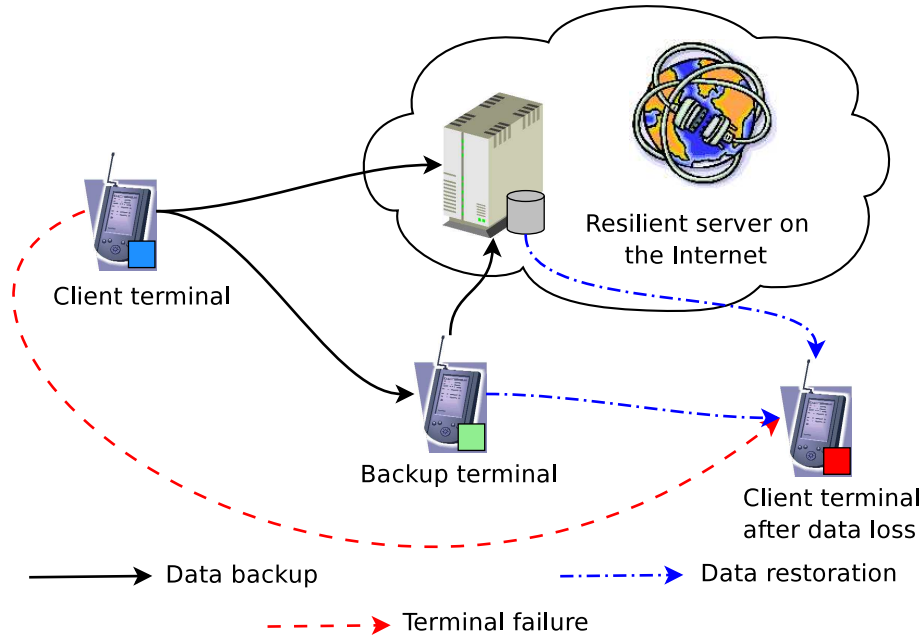 Resilient server on
the Internet
Client terminal
Backup terminal
Client terminal
after data loss
Data backup
Data restoration
Terminal failure